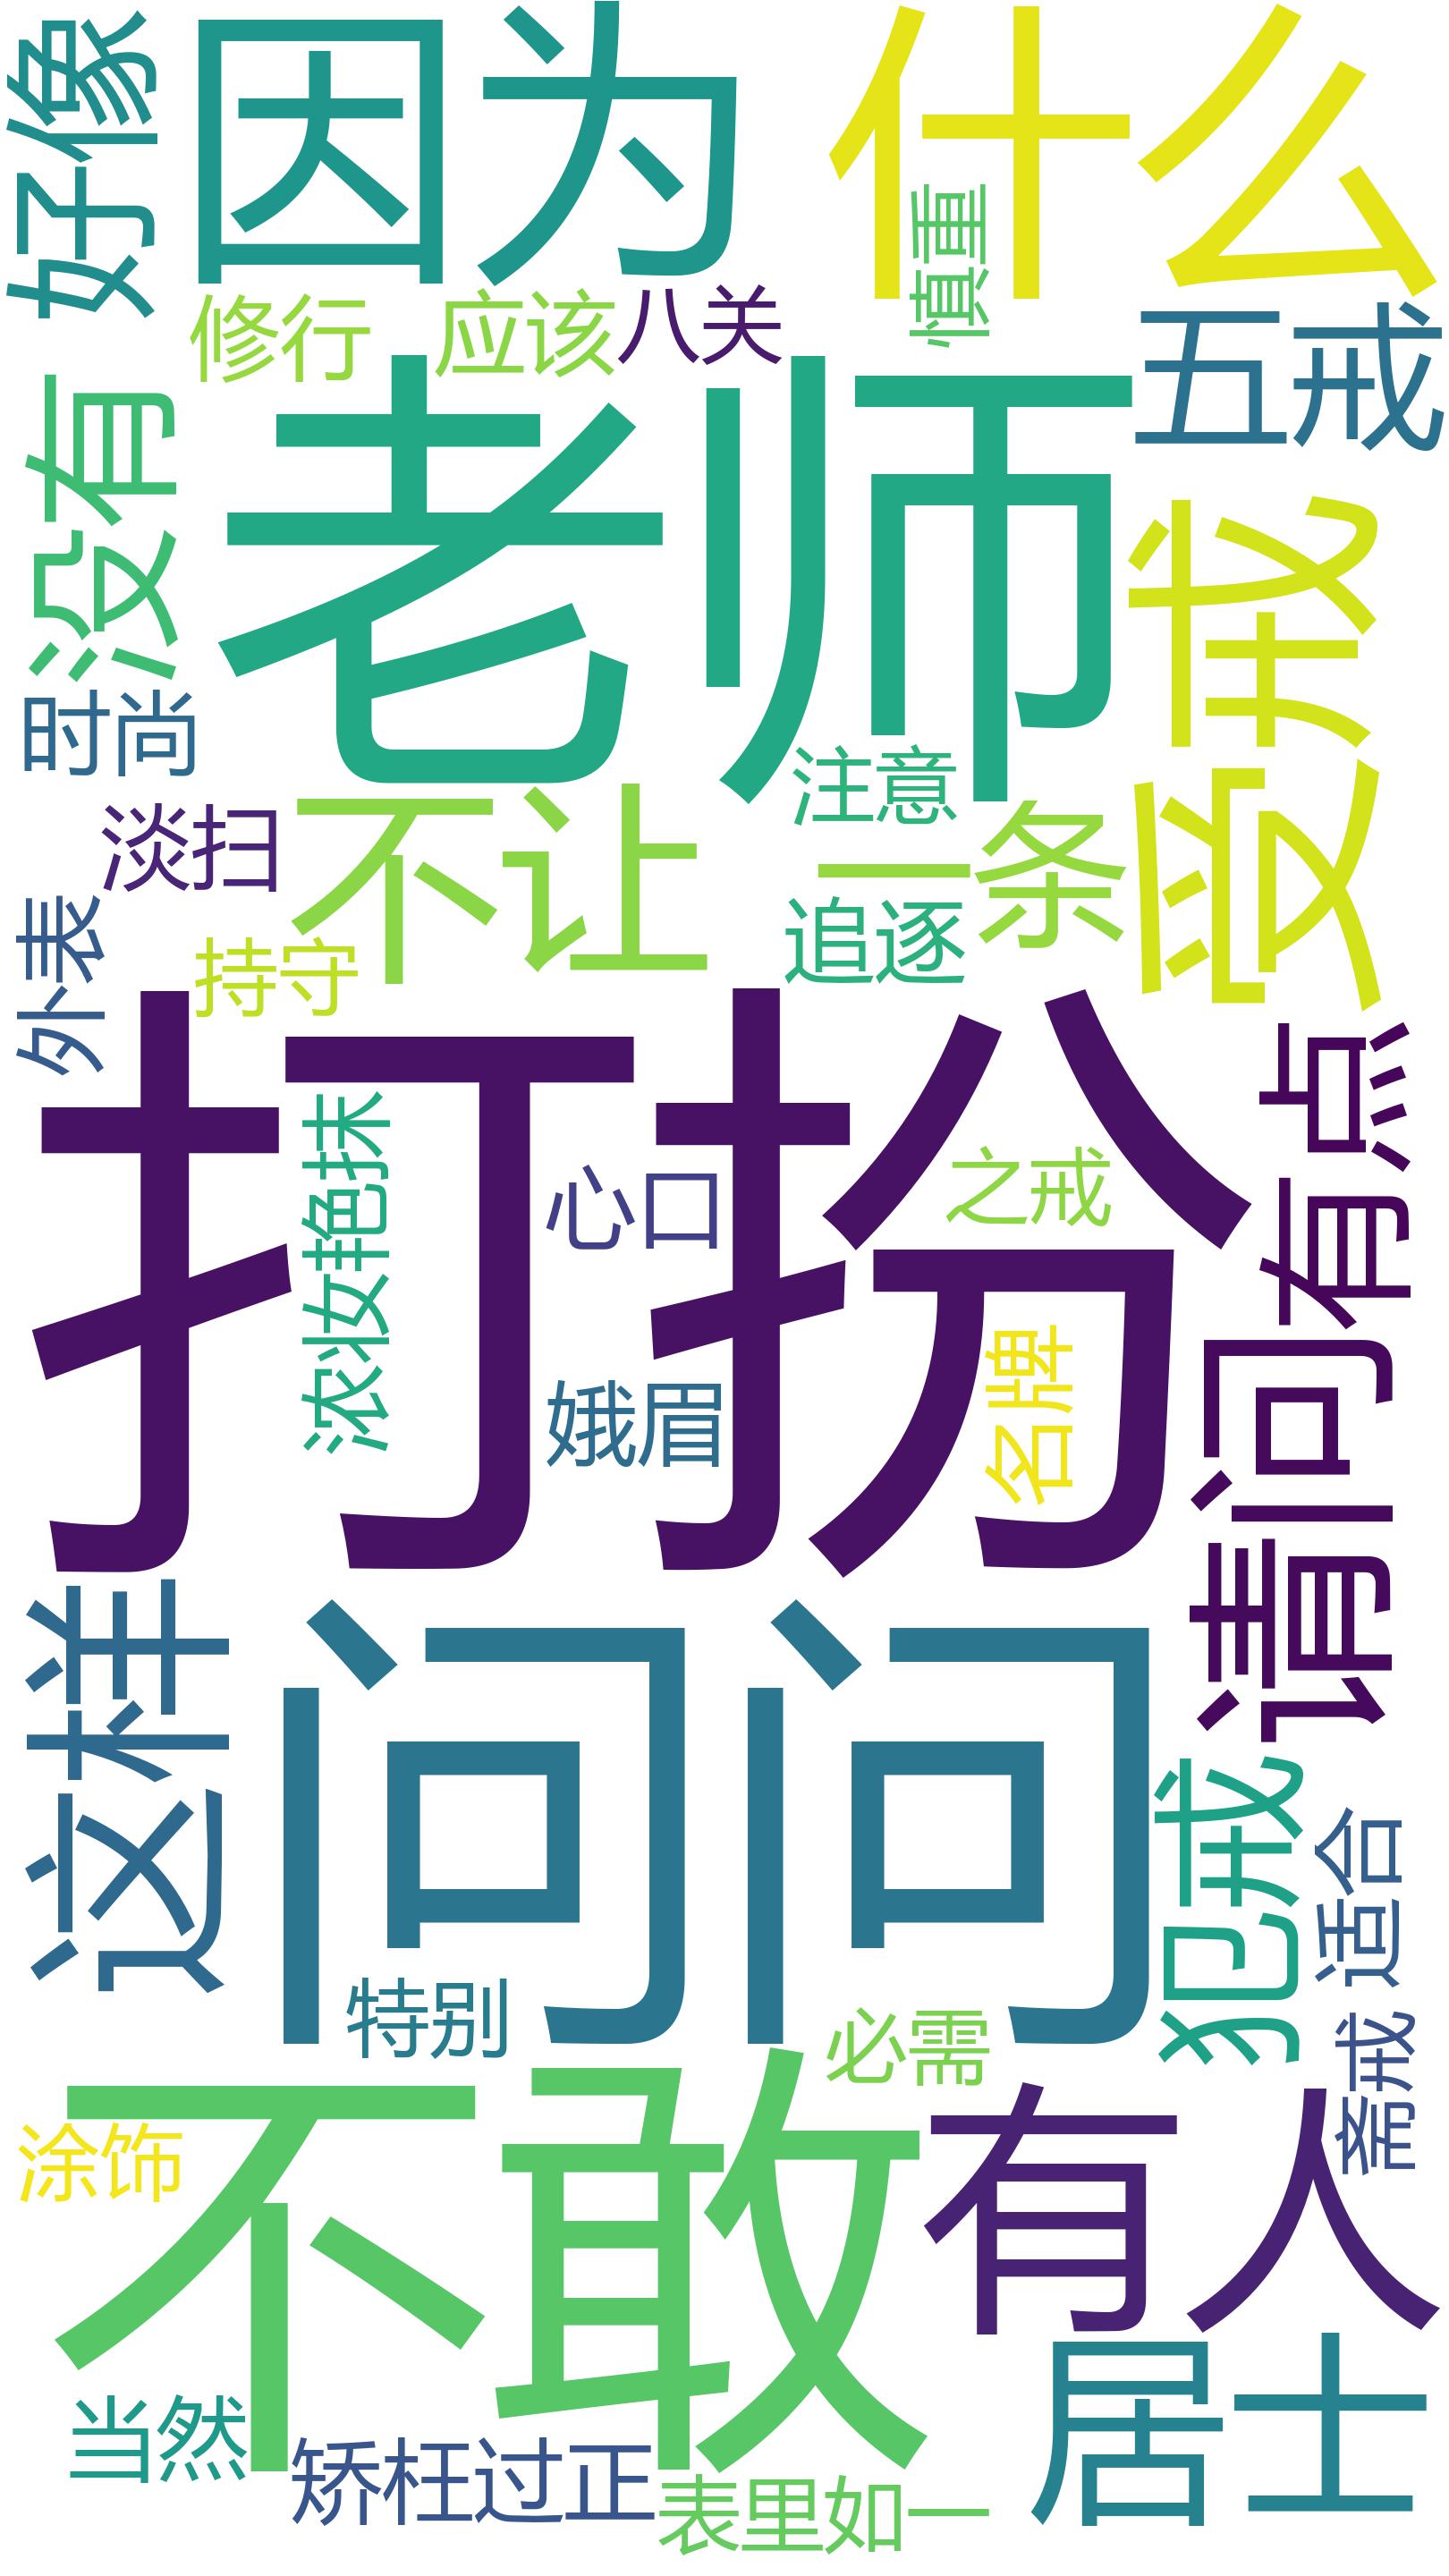 好像
因为
什么
慎重
修行
应该
八关
五戒
没有
老师
受戒
时尚
注意
淡扫
不让
一条
外表
持守
追逐
打扮
有点
浓妆艳抹
心口
之戒
娥眉
名牌
请问
这样
问问
犯戒
适合
特别
必需
斋戒
涂饰
不敢
有人
当然
矫枉过正
表里如一
居士